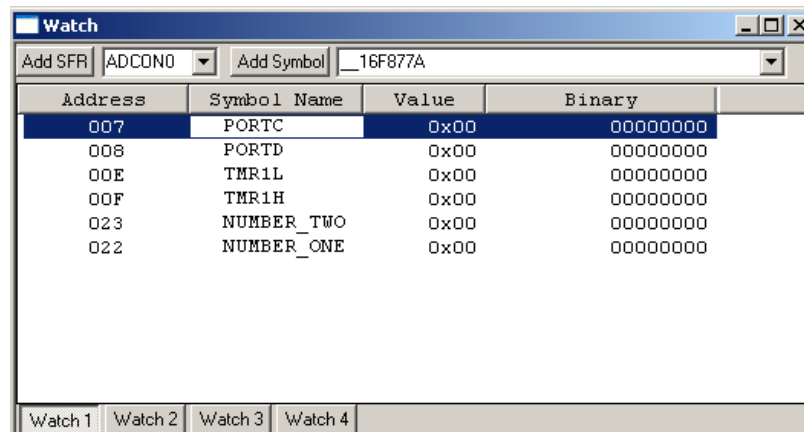 Watch
Add SFR ADCON0 Add Symbol __16F877A
Address Symbol Name Value Binary
007 PORTC 0x00 00000000
008 PORTD 0x00 00000000
00E TMR1L 0x00 00000000
00F TMR1H 0x00 00000000
023 NUMBER_TWO 0x00 00000000
022 NUMBER_ONE 0x00 00000000
Watch 1 Watch 2 Watch 3 Watch 4